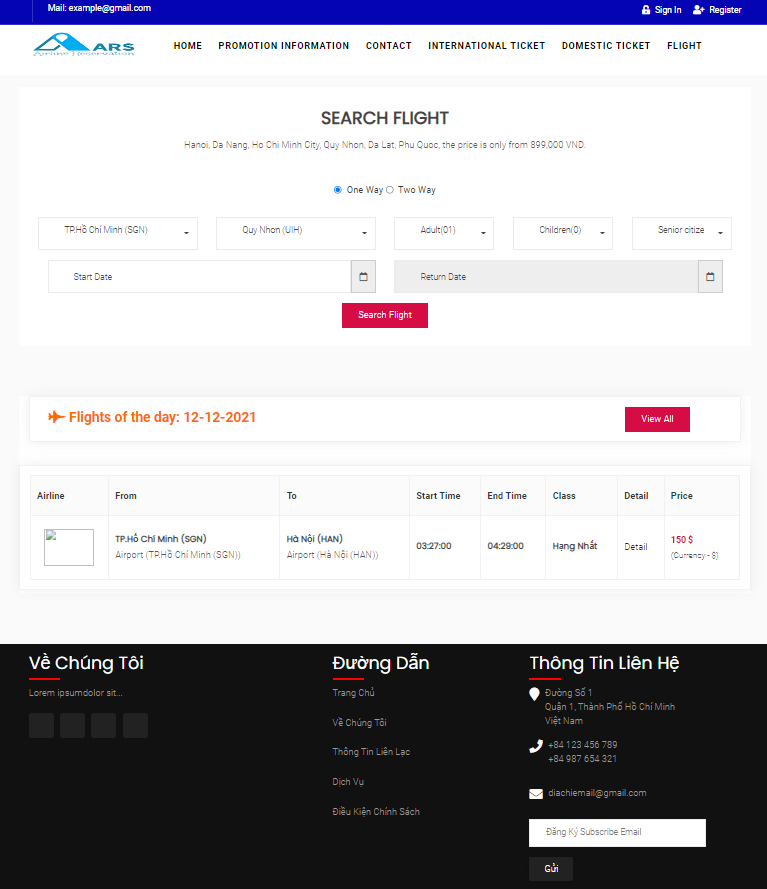 Mail: example@gmail.com
Sign In Register
ARS
Airline Reservation
HOME PROMOTION INFORMATION CONTACT INTERNATIONAL TICKET DOMESTIC TICKET FLIGHT
SEARCH FLIGHT
Hanoi, Da Nang, Ho Chi Minh City, Quy Nhon, Da Lat, Phu Quoc, the price is only from 899,000 VND.
One Way Two Way
TP.Hồ Chí Minh (SGN) Quy Nhon (UIH) Adult(01) Children(0) Senior citize
Start Date Return Date
Search Flight
Flights of the day: 12-12-2021 View All
Airline From To Start Time End Time Class Detail Price
TP.Hồ Chí Minh (SGN) Hà Nội (HAN) 03:27:00 04:29:00 Hạng Nhất Detail 150 $
Airport (TP.Hồ Chí Minh (SGN)) Airport (Hà Nội (HAN)) (Currency - $)
Về Chúng Tôi
Lorem ipsumdolor sit...
Đường Dẫn
Trang Chủ
Về Chúng Tôi
Thông Tin Liên Lạc
Dịch Vụ
Điều Kiện Chính Sách
Thông Tin Liên Hệ
Đường Số 1
Quận 1, Thành Phố Hồ Chí Minh
Việt Nam
+84 123 456 789
+84 987 654 321
diachiemail@gmail.com
Đăng Ký Subscribe Email
Gửi